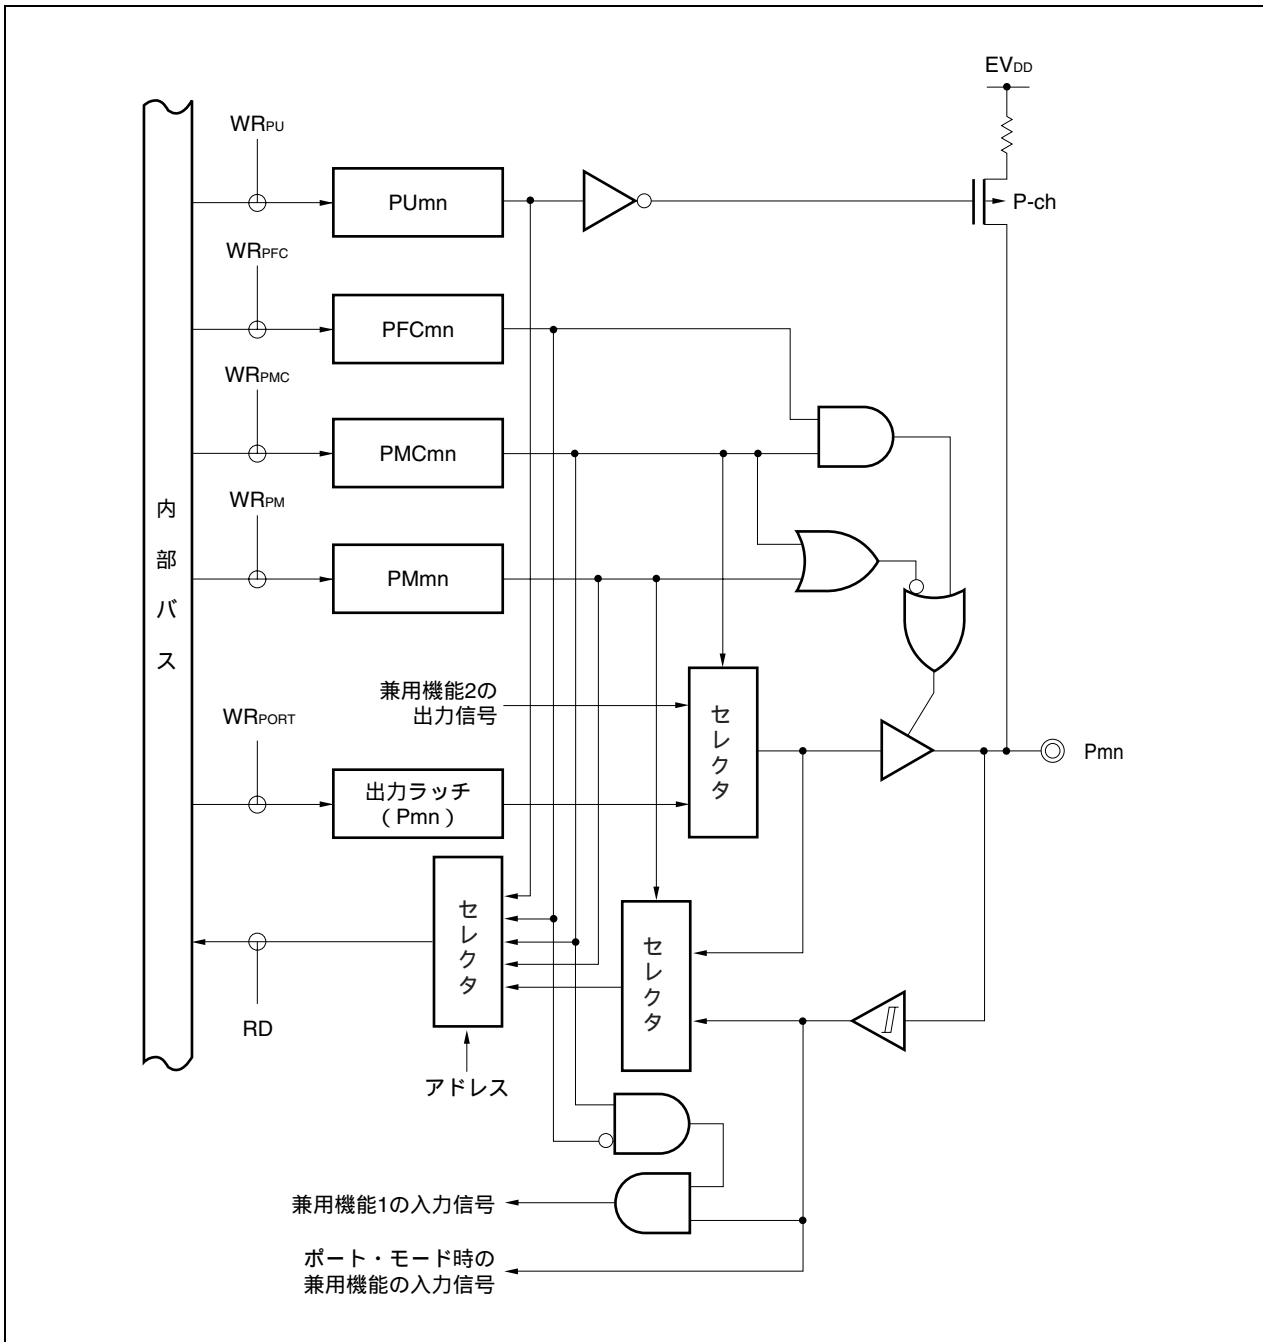 EVDD
WRPU
PUmn
P-ch
WRPFC
PFCmn
WRPMC
PMCmn
WRPM
PMmn
内部バス
兼用機能2の
出力信号
セレクタ
WRPORT
出力ラッチ
(Pmn)
Pmn
セレクタ
セレクタ
RD
アドレス
兼用機能1の入力信号
ポート・モード時の
兼用機能の入力信号